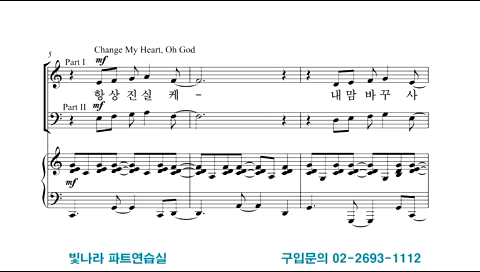 Change My Heart, Oh God
5
Part I
mf
항 상 진 실 케 - 내 맘 바 꾸 사
Part II
mf
mf
빛나라 파트연습실
구입문의 02-2693-1112